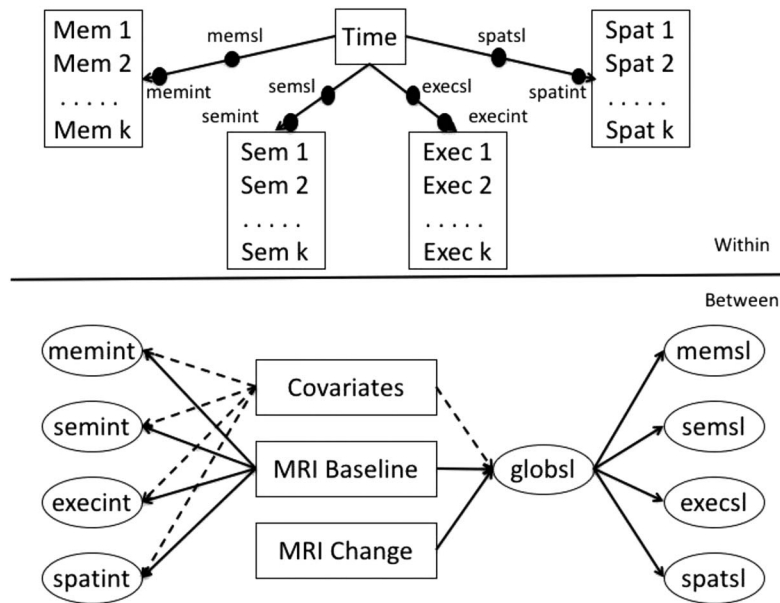 Mem 1
Mem 2
. . . . .
Mem k
memsl
memint
Time
spatsl
spatint
Spat 1
Spat 2
. . . . .
Spat k
semsl
semint
execsl
execint
Sem 1
Sem 2
. . . . .
Sem k
Exec 1
Exec 2
. . . . .
Exec k
Within
Between
memint
semint
execint
spatint
Covariates
MRI Baseline
MRI Change
globsl
memsl
semsl
execsl
spatsl